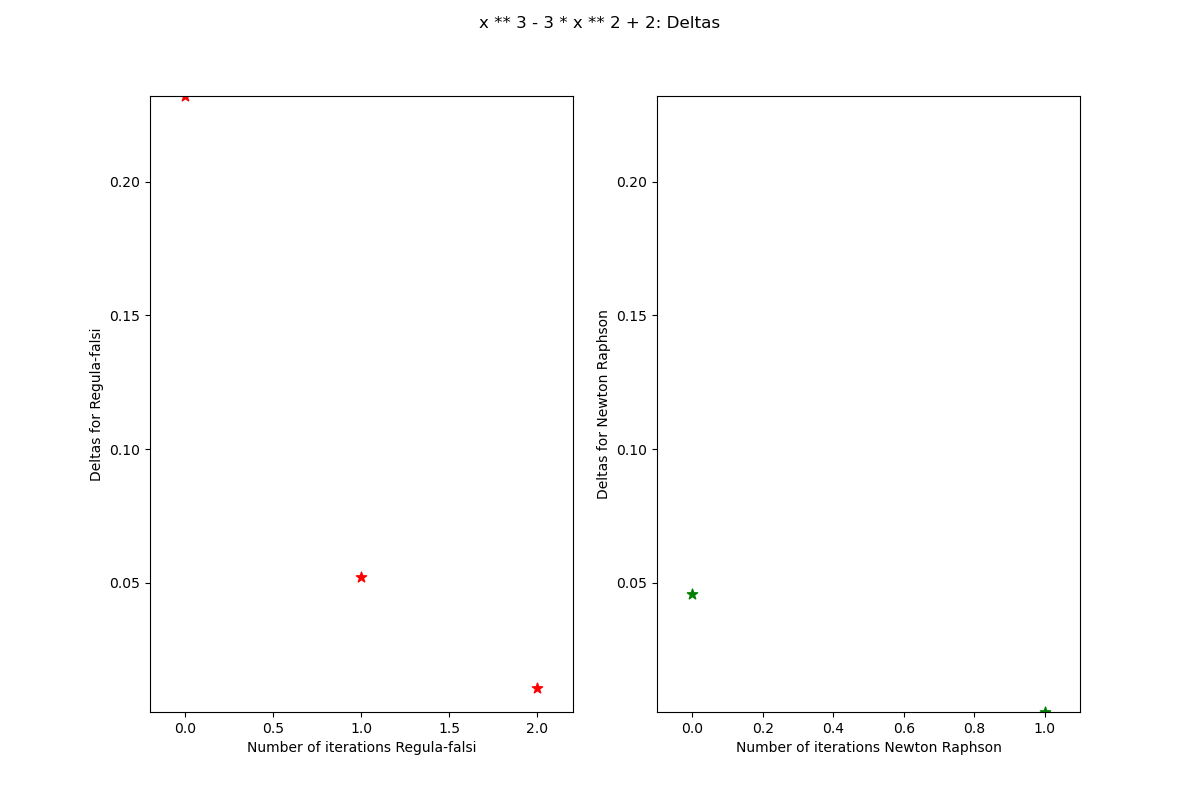 x ** 3 - 3 * x ** 2 + 2: Deltas
Deltas for Regula-falsi
0.20
0.15
0.10
0.05
0.0 0.5 1.0 1.5 2.0
Number of iterations Regula-falsi
Deltas for Newton Raphson
0.20
0.15
0.10
0.05
0.0 0.2 0.4 0.6 0.8 1.0
Number of iterations Newton Raphson